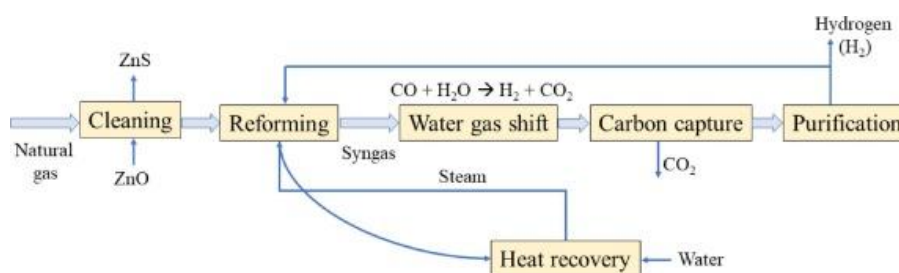 Hydrogen
(H₂)
ZnS
CO + H₂O → H₂ + CO₂
Cleaning
Reforming
Water gas shift
Carbon capture
Purification
Natural
gas
Syngas
ZnO
CO₂
Steam
Heat recovery
Water